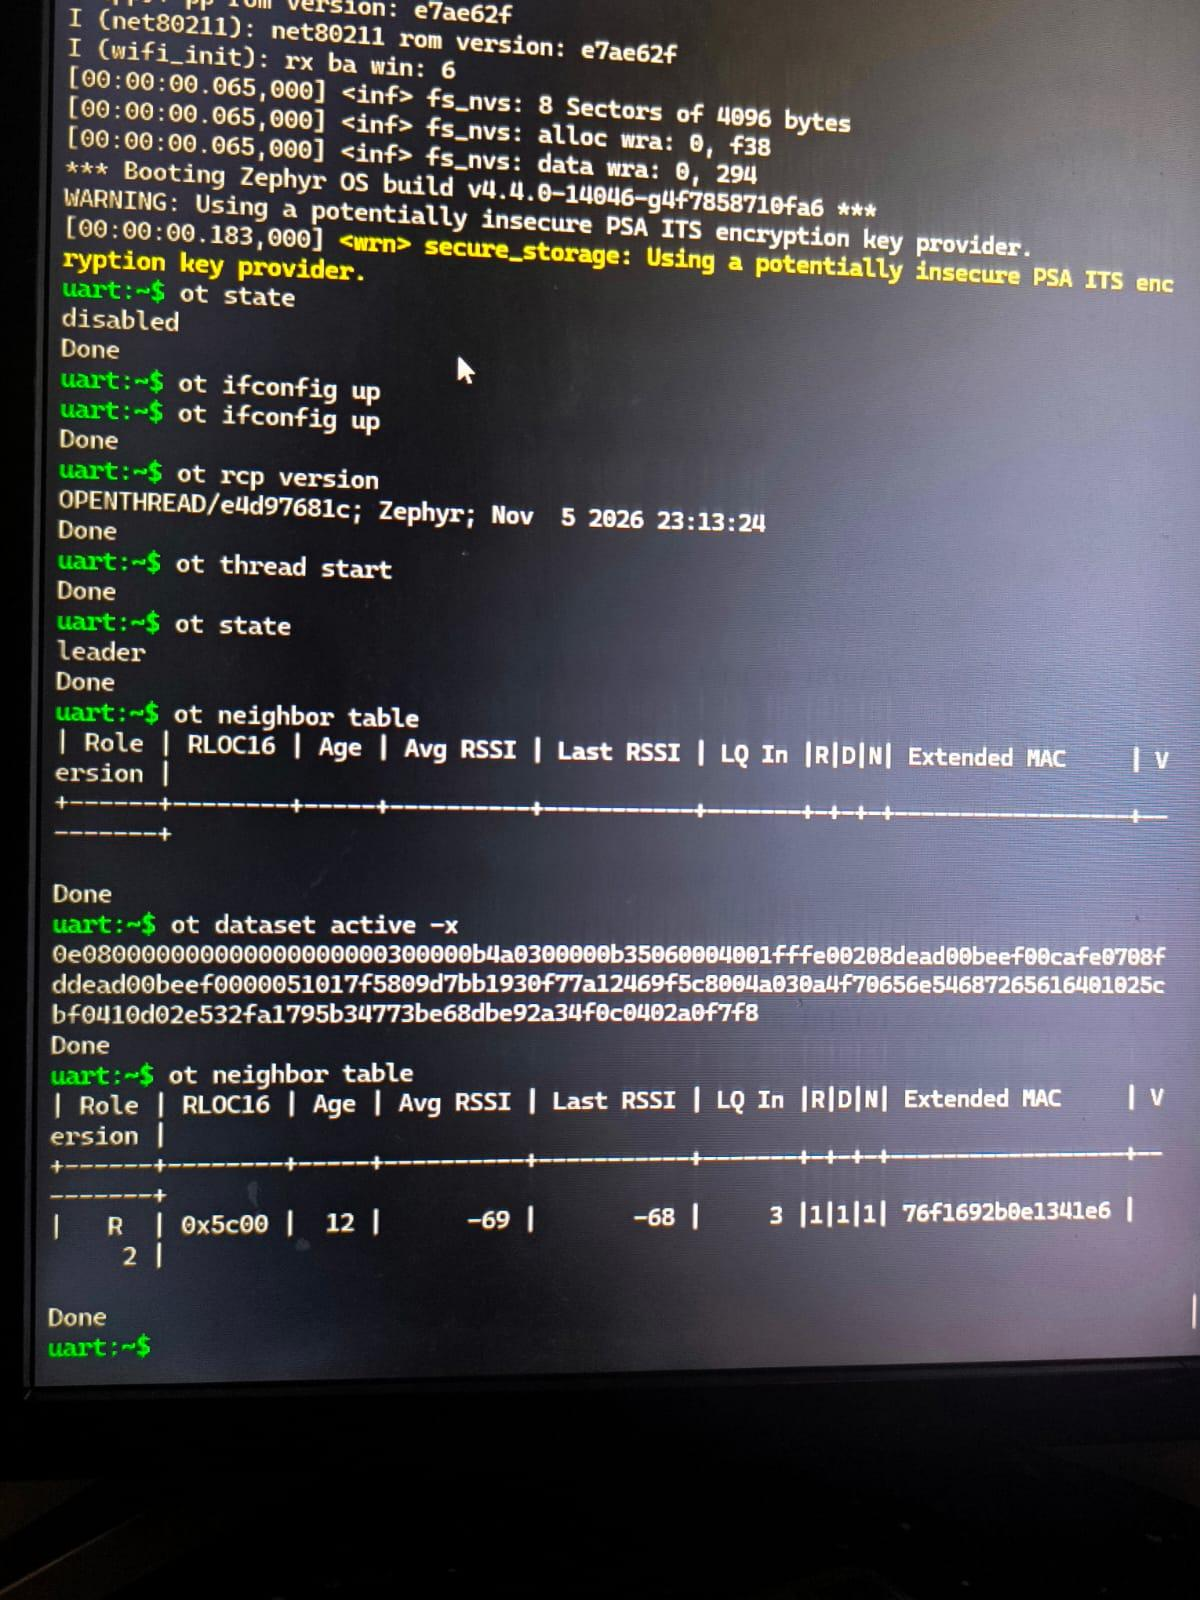 rom version: e7ae62f
I (net80211): net80211 rom version: e7ae62f
I (wifi_init): rx ba win: 6
[00:00:00.065,000] <inf> fs_nvs: 8 Sectors of 4096 bytes
[00:00:00.065,000] <inf> fs_nvs: alloc wra: 0, f38
[00:00:00.065,000] <inf> fs_nvs: data wra: 0, 294
*** Booting Zephyr OS build v4.4.0-14046-g4f7858710fa6 ***
WARNING: Using a potentially insecure PSA ITS encryption key provider.
[00:00:00.183,000] <wrn> secure_storage: Using a potentially insecure PSA ITS enc
ryption key provider.
uart:~$ ot state
disabled
Done
uart:~$ ot ifconfig up
uart:~$ ot ifconfig up
Done
uart:~$ ot rcp version
OPENTHREAD/e4d97681c; Zephyr; Nov  5 2026 23:13:24
Done
uart:~$ ot thread start
Done
uart:~$ ot state
leader
Done
uart:~$ ot neighbor table
| Role | RLOC16 | Age | Avg RSSI | Last RSSI | LQ In |R|D|N| Extended MAC     | V
ersion |
+------+--------+-----+----------+-----------+-------+-+-+-+------------------+--
-------+
Done
uart:~$ ot dataset active -x
0e080000000000000000000300000b4a0300000b35060004001fffe00208dead00beef00cafe0708f
ddead00beef0000051017f5809d7bb1930f77a12469f5c8004a030a4f70656e54687265616401025c
bf0410d02e532fa1795b34773be68dbe92a34f0c0402a0f7f8
Done
uart:~$ ot neighbor table
| Role | RLOC16 | Age | Avg RSSI | Last RSSI | LQ In |R|D|N| Extended MAC     | V
ersion |
+------+--------+-----+----------+-----------+-------+-+-+-+------------------+--
-------+
|   R  | 0x5c00 |  12 |      -69 |       -68 |     3 |1|1|1| 76f1692b0e1341e6 |
     2 |
Done
uart:~$